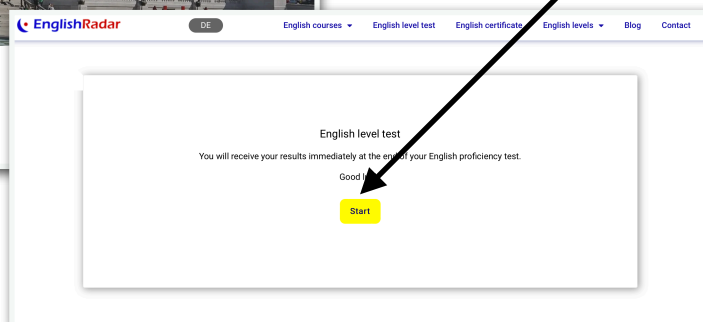 EnglishRadar
DE
English courses
English level test
English certificate
English levels
Blog
Contact
English level test
You will receive your results immediately at the end of your English proficiency test.
Good
Start